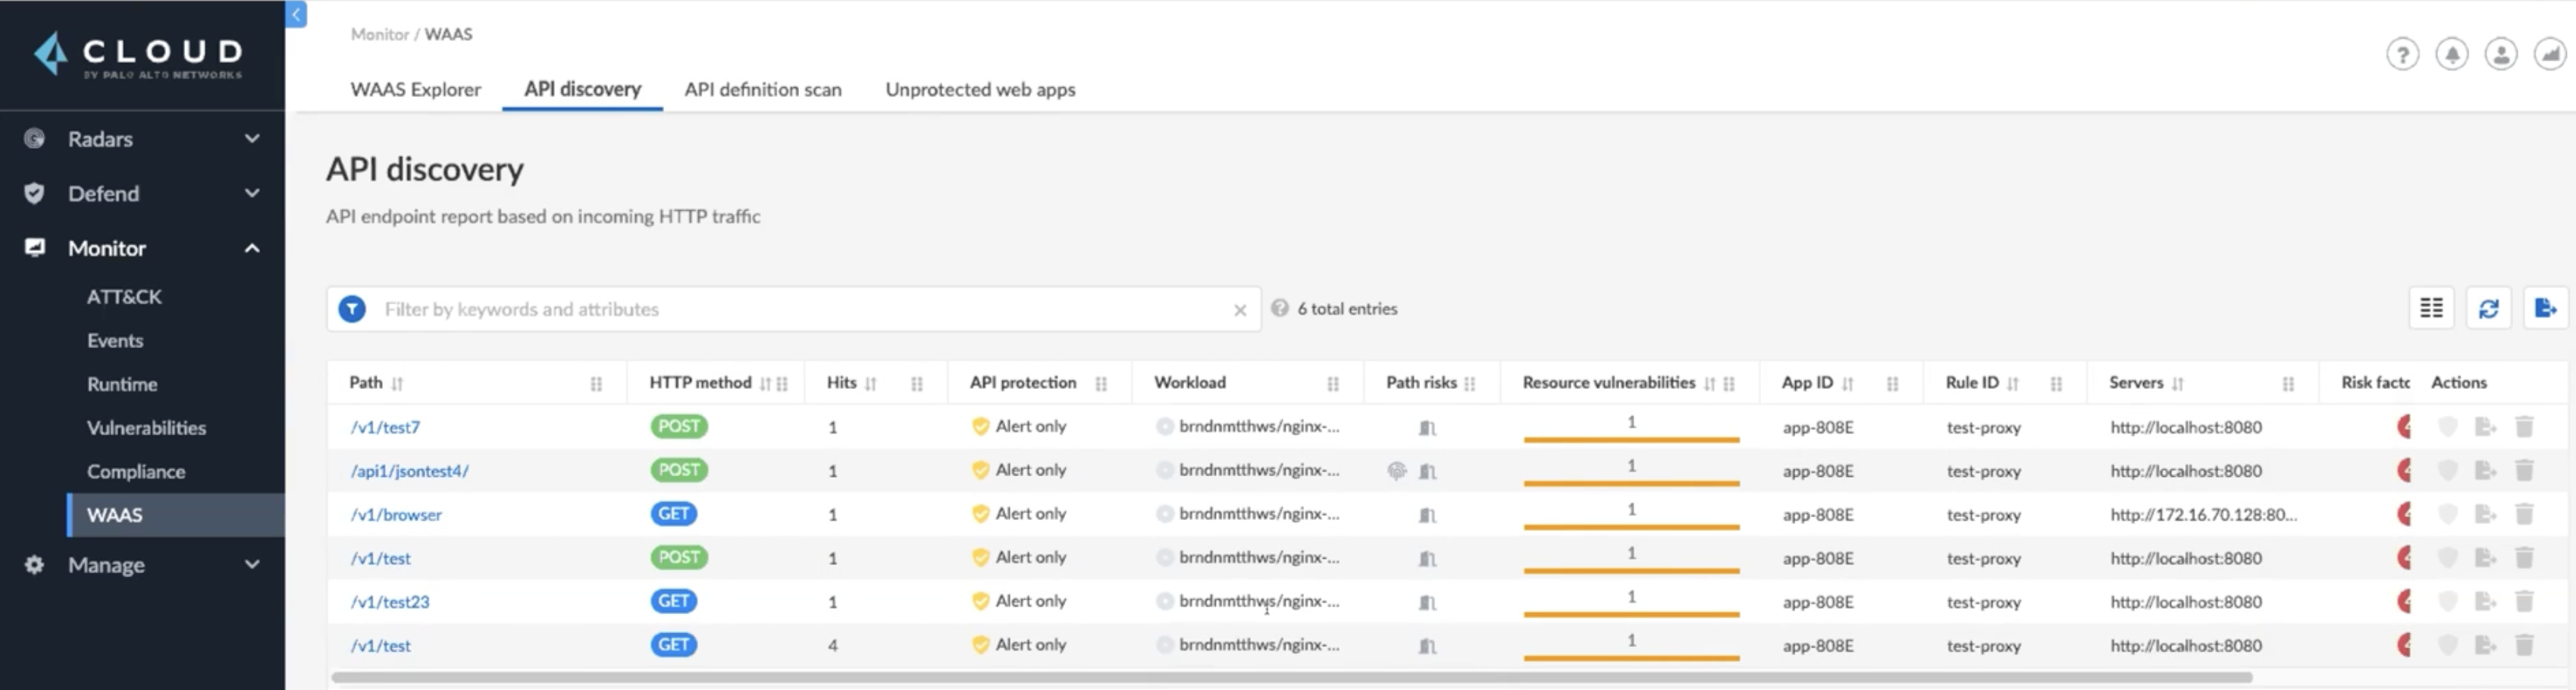 CLOUD
BY PALO ALTO NETWORKS
Radars
Defend
Monitor
ATT&CK
Events
Runtime
Vulnerabilities
Compliance
WAAS
Manage
Monitor / WAAS
WAAS Explorer API discovery API definition scan Unprotected web apps
API discovery
API endpoint report based on incoming HTTP traffic
Filter by keywords and attributes 6 total entries
Path HTTP method Hits API protection Workload Path risks Resource vulnerabilities App ID Rule ID Servers Risk Actions
/v1/test7 POST 1 Alert only brndnmtthws/nginx-... 1 app-808E test-proxy http://localhost:8080
/api1/jsontest4/ POST 1 Alert only brndnmtthws/nginx-... 1 app-808E test-proxy http://localhost:8080
/v1/browser GET 1 Alert only brndnmtthws/nginx-... 1 app-808E test-proxy http://172.16.70.128:80...
/v1/test POST 1 Alert only brndnmtthws/nginx-... 1 app-808E test-proxy http://localhost:8080
/v1/test23 GET 1 Alert only brndnmtthws/nginx-... 1 app-808E test-proxy http://localhost:8080
/v1/test GET 4 Alert only brndnmtthws/nginx-... 1 app-808E test-proxy http://localhost:8080